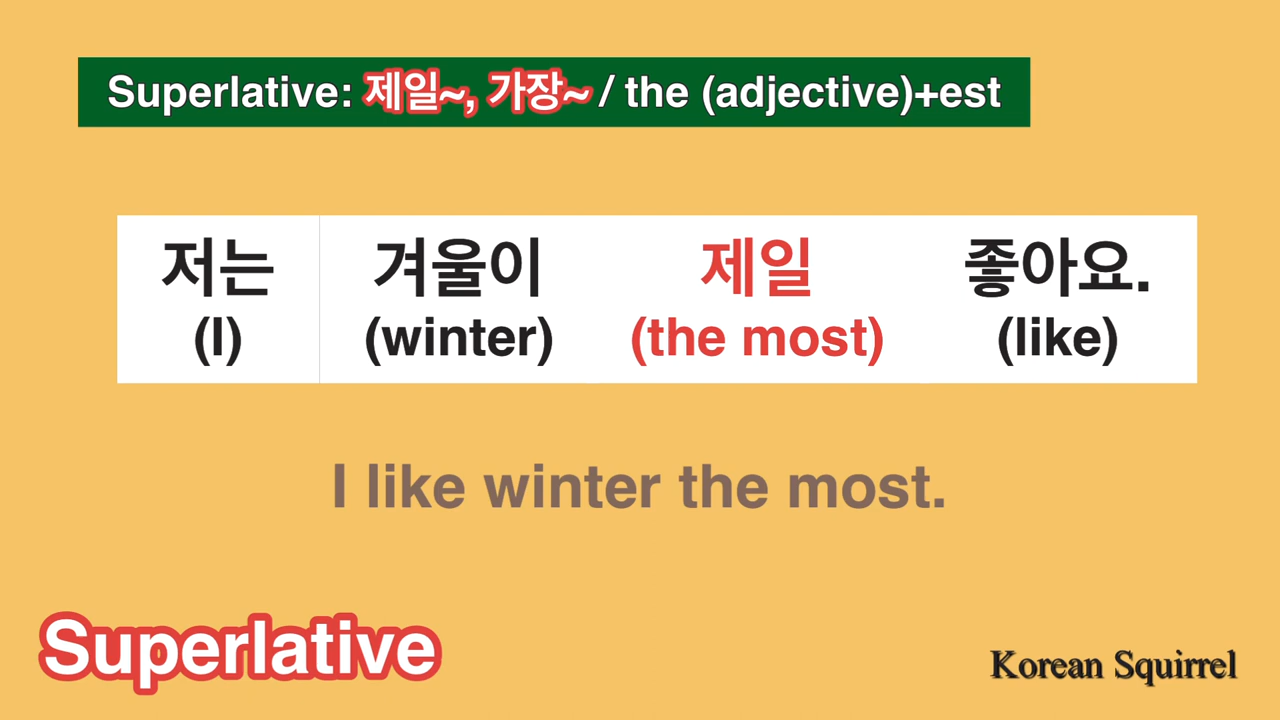 Superlative: 제일~, 가장~ / the (adjective)+est
저는 겨울이 제일 좋아요.
(I) (winter) (the most) (like)
I like winter the most.
Superlative
Korean Squirrel